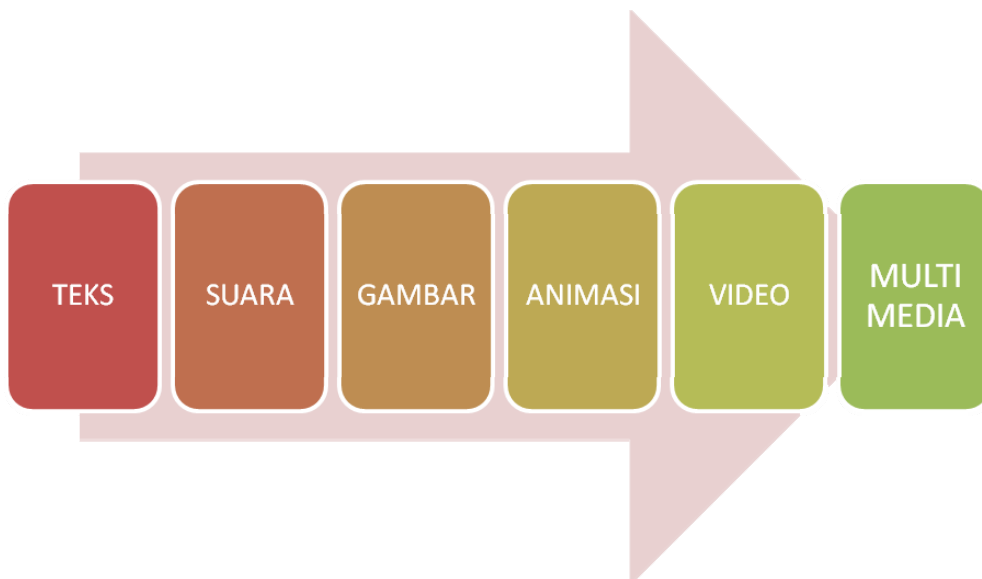 TEKS
SUARA
GAMBAR
ANIMASI
VIDEO
MULTI
MEDIA